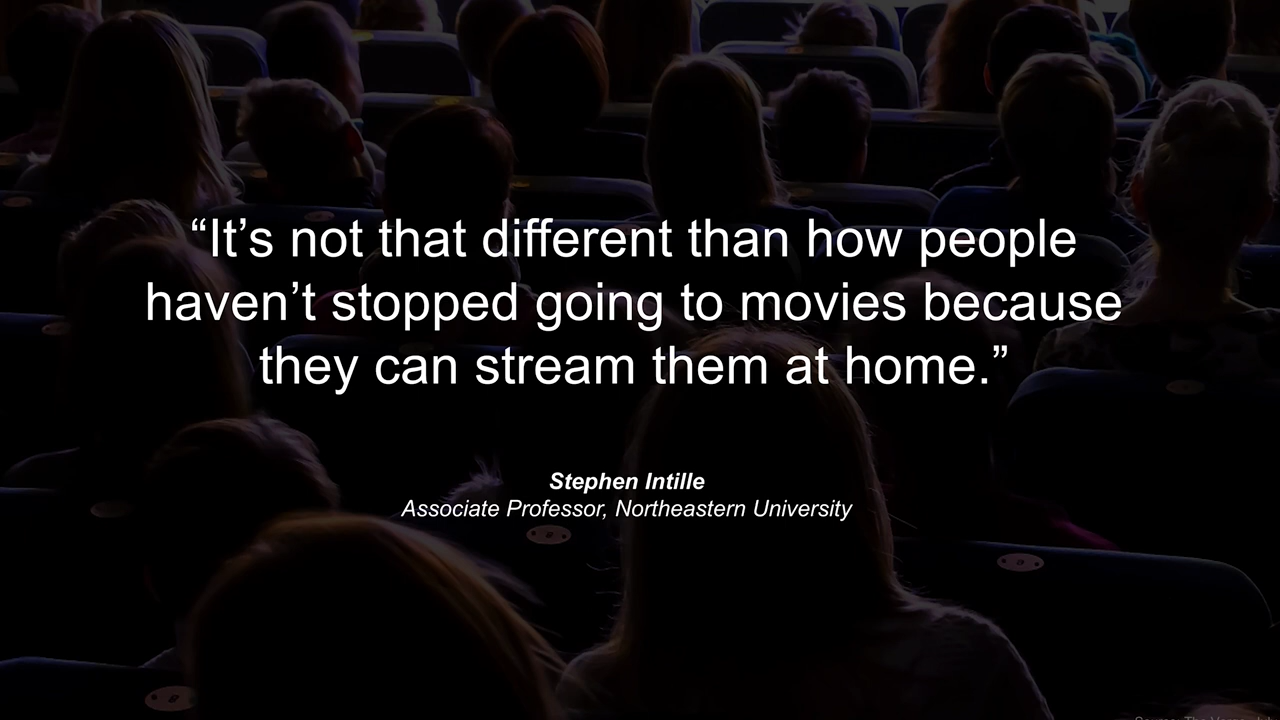 “It’s not that different than how people
haven’t stopped going to movies because
they can stream them at home.”
Stephen Intille
Associate Professor, Northeastern University